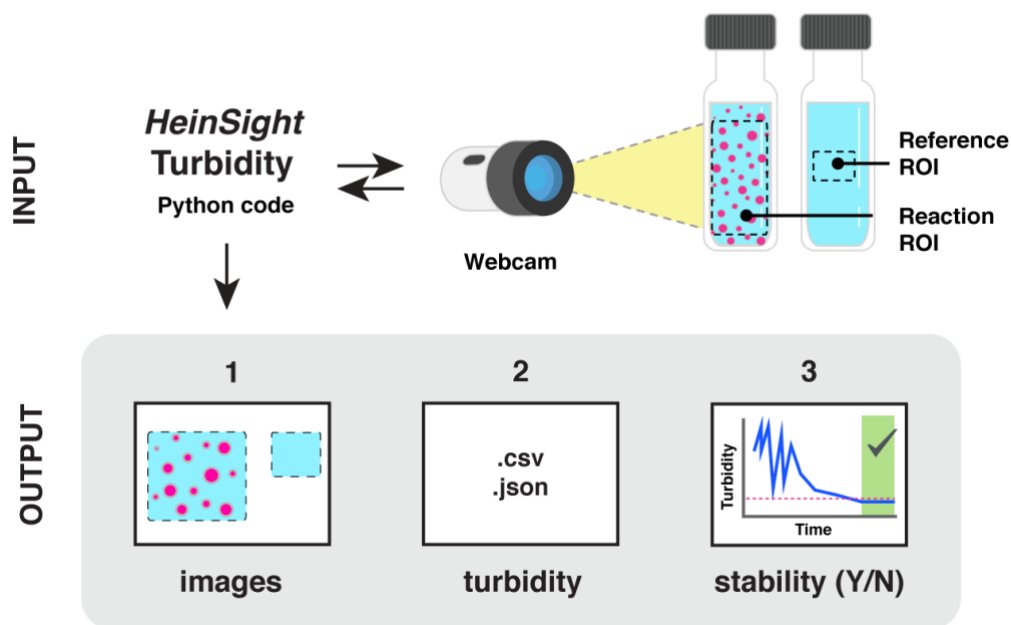 INPUT
HeinSight
Turbidity
Python code
Webcam
Reference
ROI
Reaction
ROI
OUTPUT
1
2
3
.csv
.json
Turbidity
Time
images
turbidity
stability (Y/N)